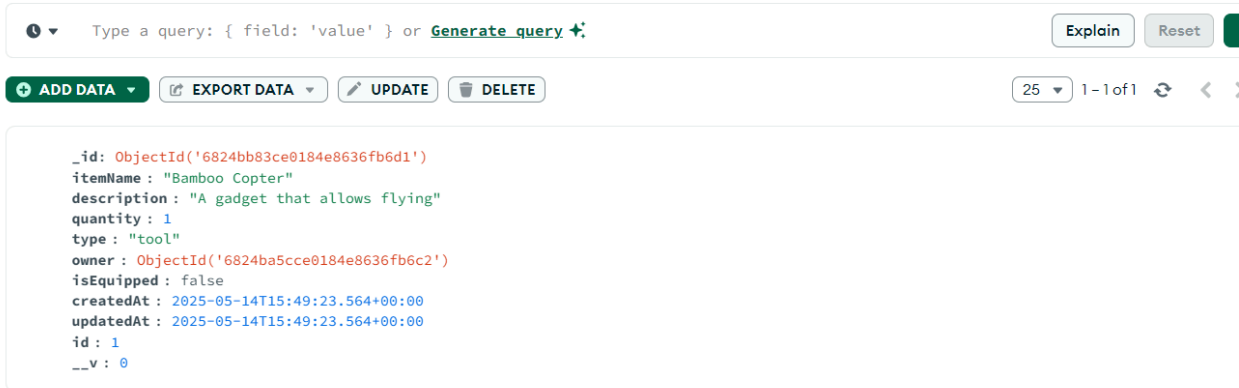 Type a query: { field: 'value' } or Generate query
Explain
Reset
ADD DATA
EXPORT DATA
UPDATE
DELETE
25
1–1 of 1
_id: ObjectId('6824bb83ce0184e8636fb6d1')
itemName : "Bamboo Copter"
description : "A gadget that allows flying"
quantity : 1
type : "tool"
owner : ObjectId('6824ba5cce0184e8636fb6c2')
isEquipped : false
createdAt : 2025-05-14T15:49:23.564+00:00
updatedAt : 2025-05-14T15:49:23.564+00:00
id : 1
__v : 0